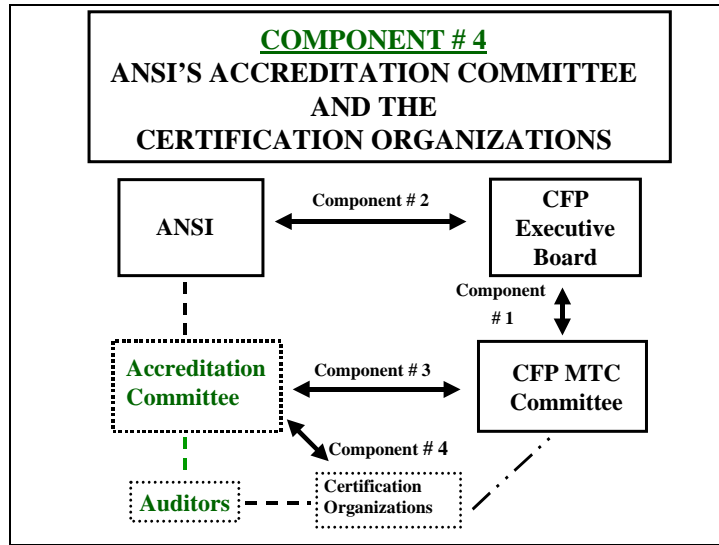 COMPONENT # 4
ANSI'S ACCREDITATION COMMITTEE
AND THE
CERTIFICATION ORGANIZATIONS
ANSI
Component # 2
CFP
Executive
Board
Component
# 1
Accreditation
Committee
Component # 3
CFP MTC
Committee
Component # 4
Auditors
Certification
Organizations